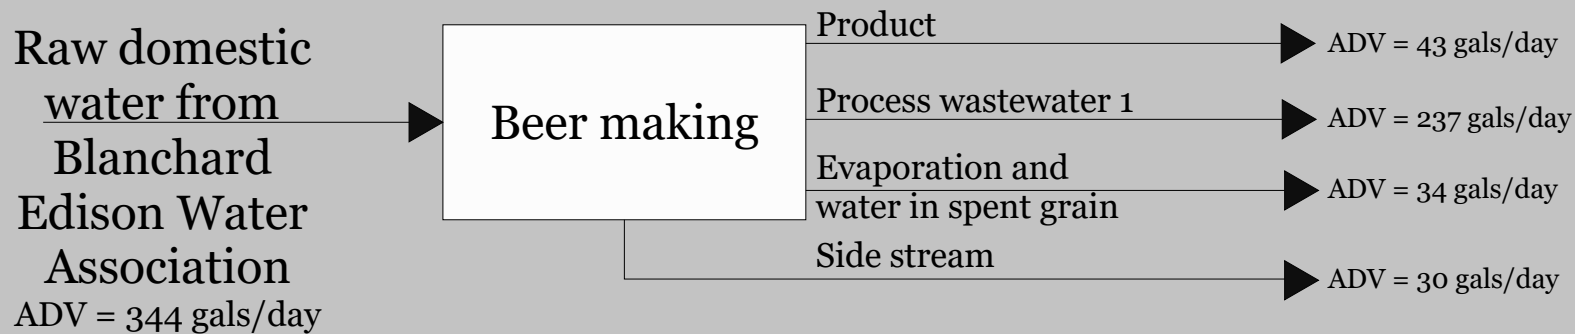 Raw domestic
water from
Blanchard
Edison Water
Association
ADV = 344 gals/day
Beer making
Product
ADV = 43 gals/day
Process wastewater 1
ADV = 237 gals/day
Evaporation and
water in spent grain
ADV = 34 gals/day
Side stream
ADV = 30 gals/day